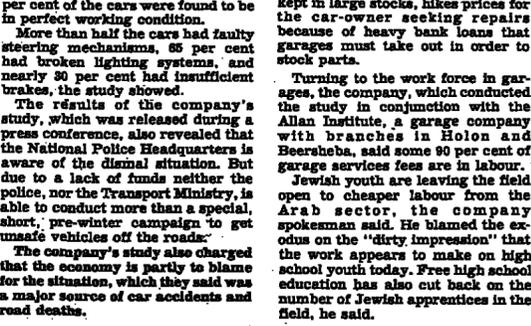 per cent of the cars were found to be
in perfect working condition.
More than half the cars had faulty
steering mechanisms, 65 per cent
had broken lighting systems, and
nearly 30 per cent had insufficient
brakes, the study showed.
The results of the company's
study, which was released during a
press conference, also revealed that
the National Police Headquarters is
aware of the dismal situation. But
due to a lack of funds neither the
police, nor the Transport Ministry, is
able to conduct more than a special,
short, pre-winter campaign to get
unsafe vehicles off the roads.
The company's study also charged
that the economy is partly to blame
for the situation, which they said was
a major source of car accidents and
road deaths.
kept in large stocks, hikes prices for
the car-owner seeking repairs
because of heavy bank loans that
garages must take out in order to
stock parts.
Turning to the work force in gar-
ages, the company, which conducted
the study in conjunction with the
Allan Institute, a garage company
with branches in Holon and
Beersheba, said some 90 per cent of
garage services fees are in labour.
Jewish youth are leaving the field
open to cheaper labour from the
Arab sector, the company
spokesman said. He blamed the ex-
odus on the "dirty impression" that
the work appears to make on high
school youth today. Free high school
education has also cut back on the
number of Jewish apprentices in the
field, he said.